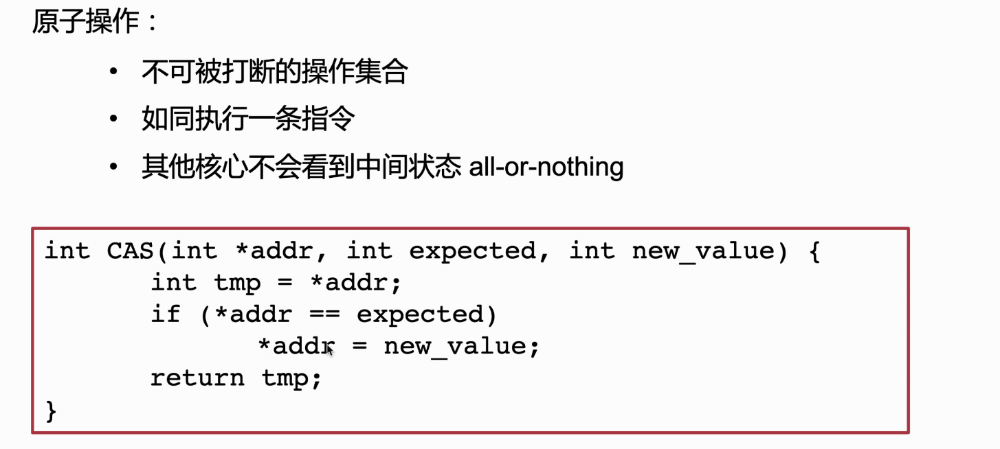 原子操作：
• 不可被打断的操作集合
• 如同执行一条指令
• 其他核心不会看到中间状态 all-or-nothing
int CAS(int *addr, int expected, int new_value) {
int tmp = *addr;
if (*addr == expected)
*addr = new_value;
return tmp;
}